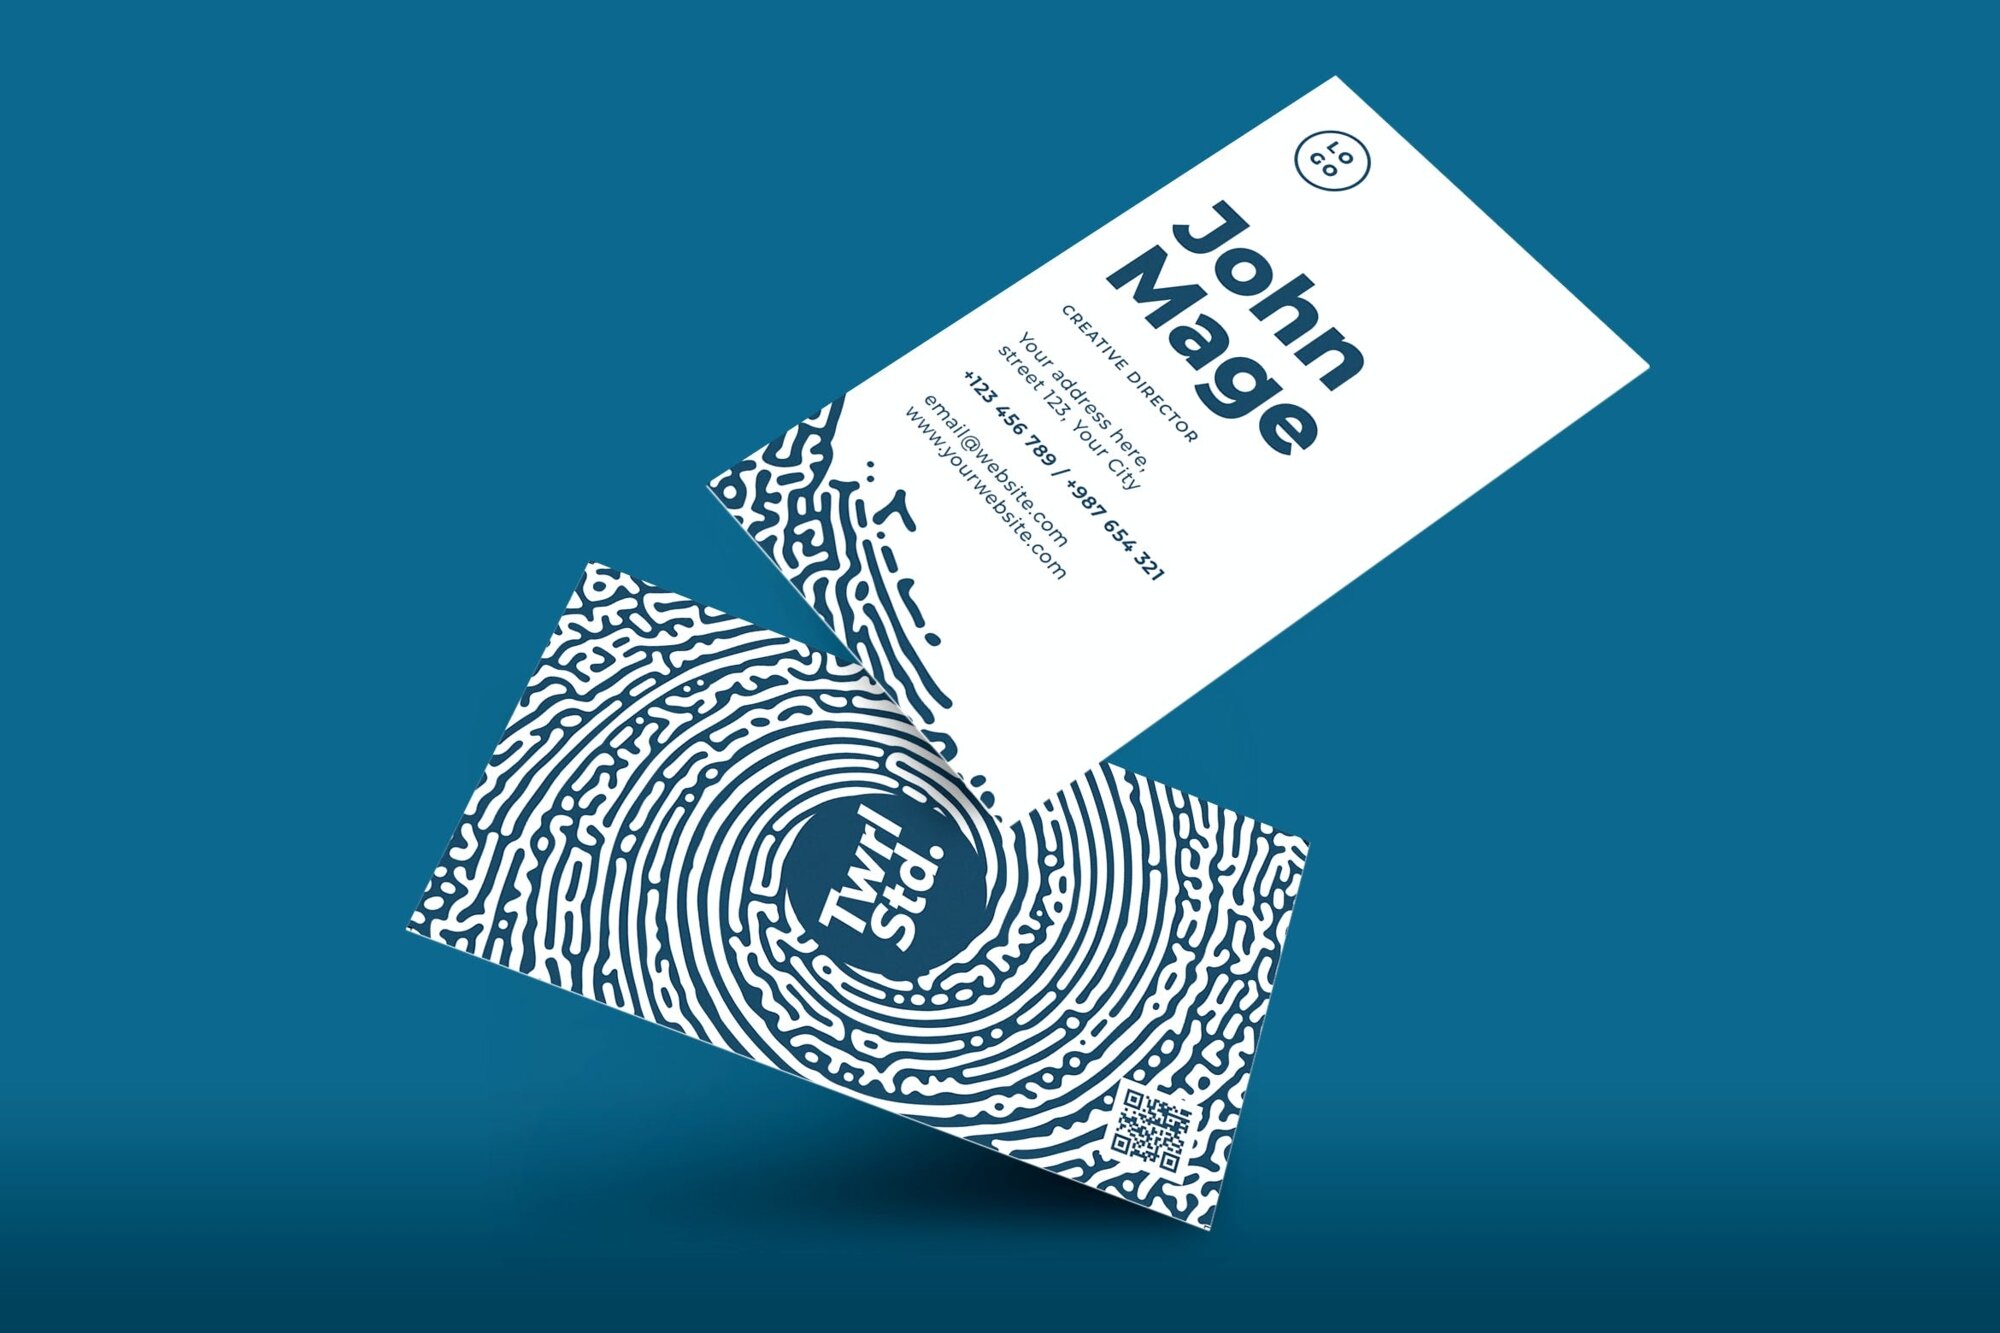 LO
GO
John
Mage
CREATIVE DIRECTOR
Your address here,
street 123, Your City
+123 456 789 / +987 654 321
email@website.com
www.yourwebsite.com
Twrl
Std.